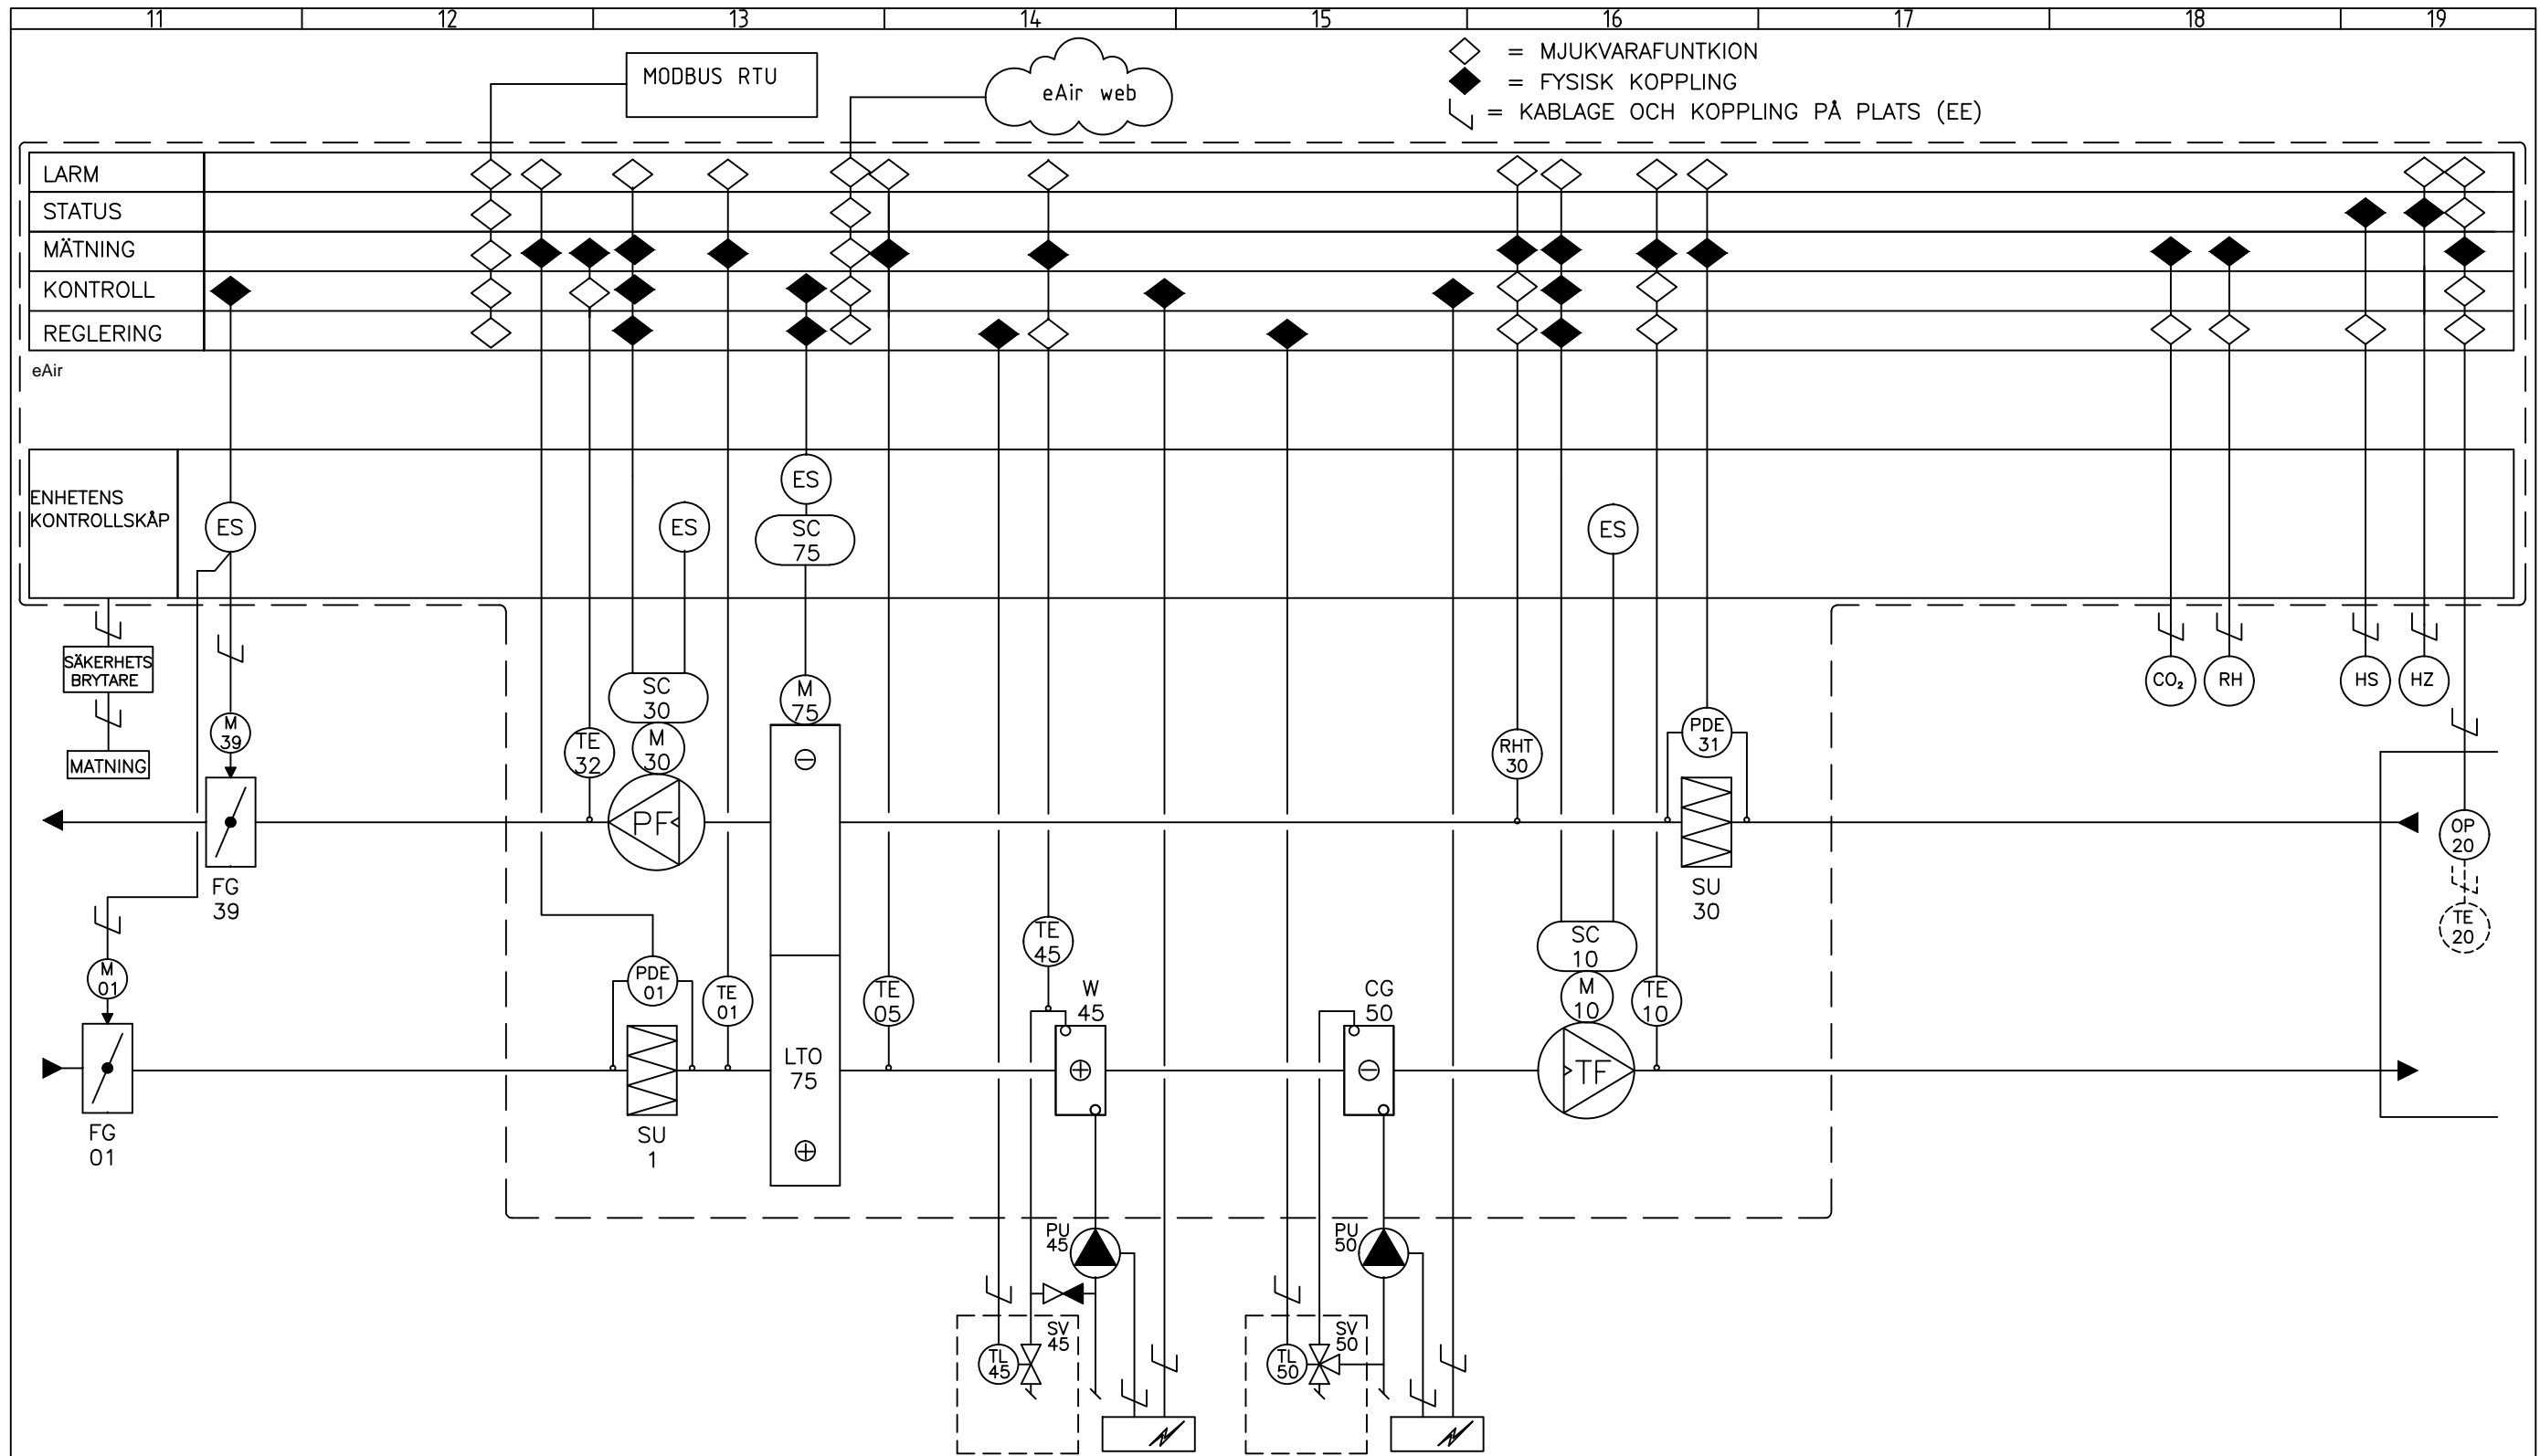 11 12 13 14 15 16 17 18 19
MODBUS RTU
eAir web
= MJUKVARAFUNTKION
= FYSISK KOPPLING
= KABLAGE OCH KOPPLING PÅ PLATS (EE)
LARM
STATUS
MÄTNING
KONTROLL
REGLERING
eAir
ENHETENS
KONTROLLSKÅP
ES
ES
ES
SC
75
ES
SÄKERHETS
BRYTARE
MATNING
M
39
TE
32
SC
30
M
30
M
75
RHT
30
PDE
31
CO₂
RH
HS
HZ
PF
FG
39
SU
30
OP
20
TE
20
M
01
PDE
01
TE
01
TE
05
TE
45
W
45
CG
50
SC
10
M
10
TE
10
LTO
75
TF
FG
01
SU
1
PU
45
PU
50
SV
45
TL
45
SV
50
TL
50